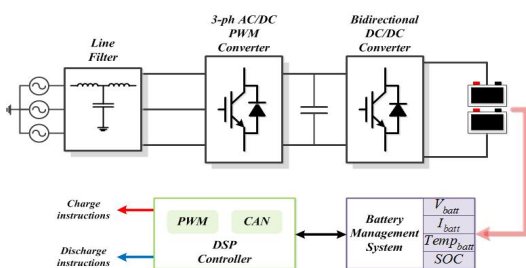 Line
Filter
3-ph AC/DC
PWM
Converter
Bidirectional
DC/DC
Converter
Charge
instructions
Discharge
instructions
PWM
CAN
DSP
Controller
Battery
Management
System
V_batt
I_batt
Temp_batt
SOC